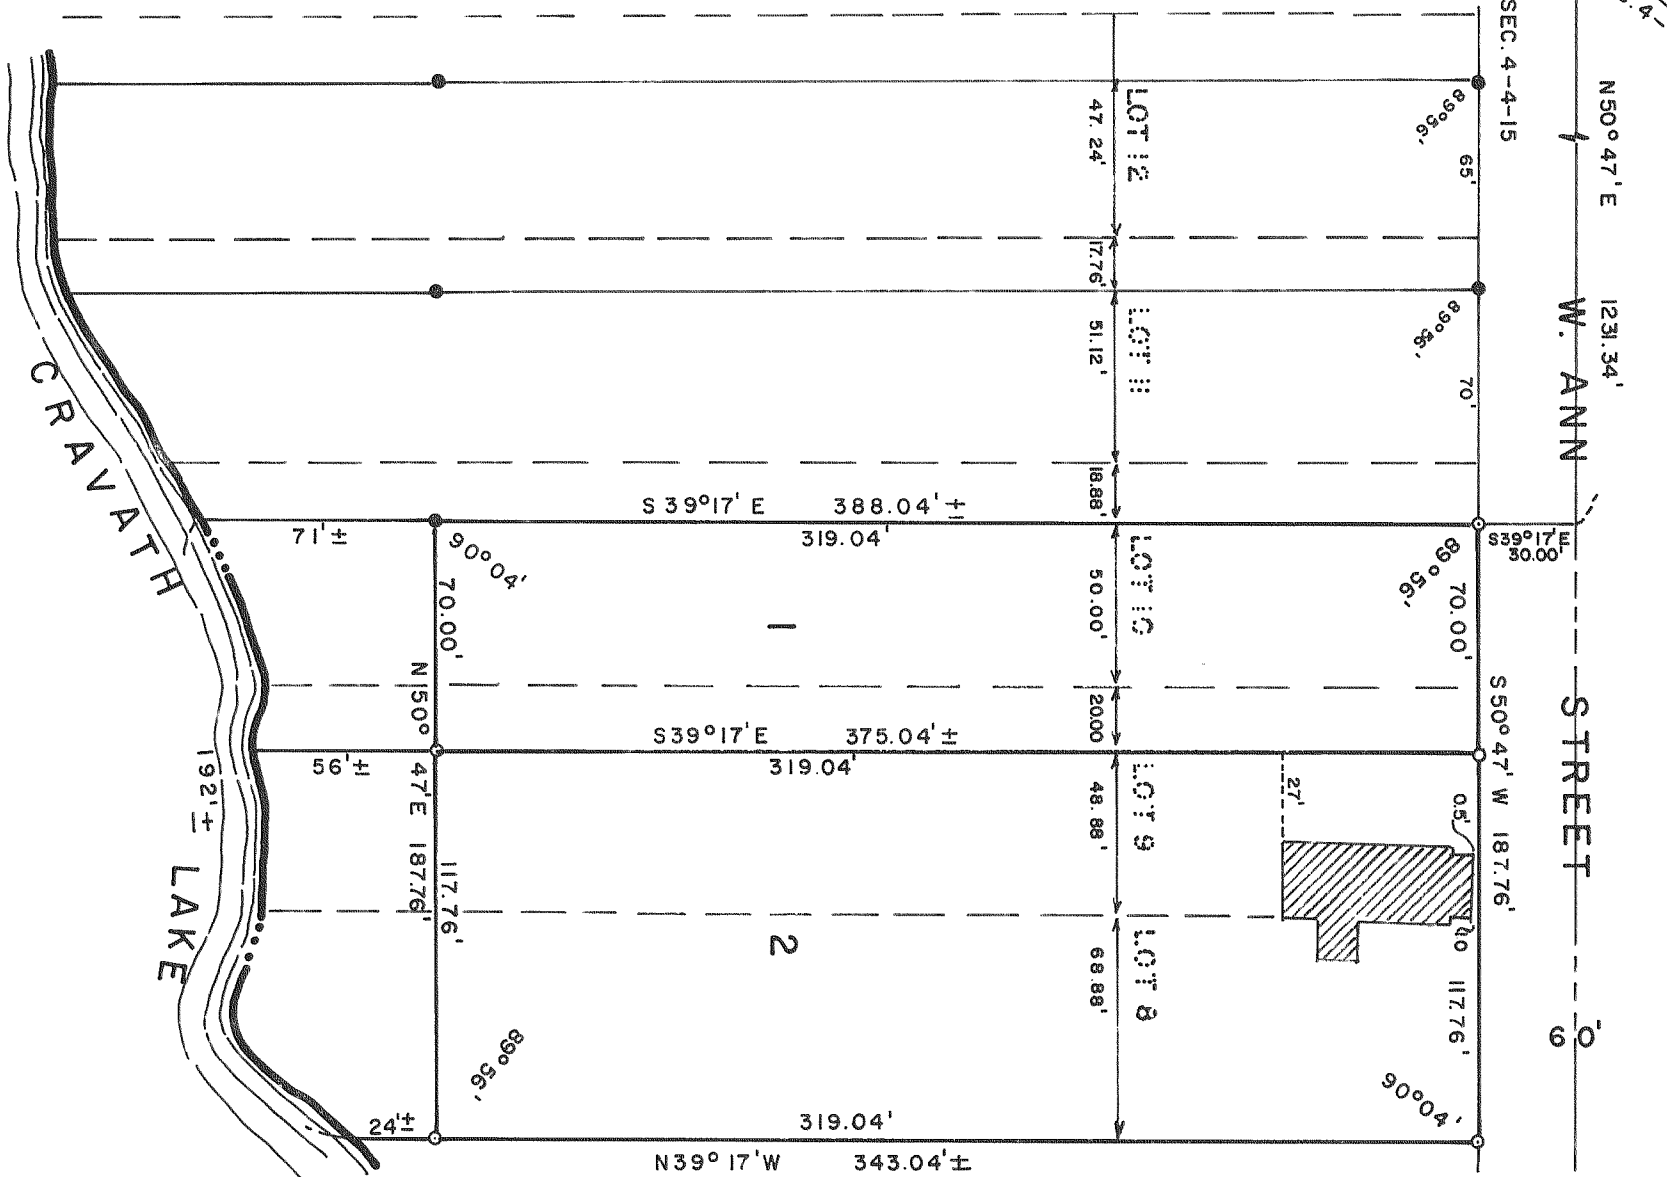 SEC. 4-4-15
N50°47'E 1231.34'
W. ANN STREET
60'
89°56'
65'
LOT 12
47.24'
17.76'
89°56'
70'
LOT 11
51.12'
18.88'
S39°17'E 388.04'±
71'±
319.04'
S39°17'E
30.00'
90°04'
70.00'
LOT 10
50.00'
89°56'
70.00'
1
20.00
N50°47'E 187.76'
S50°47'W 187.76'
S39°17'E 375.04'±
56'±
319.04'
LOT 9
48.88'
27'
0.5'
1.0
117.76'
117.76'
2
LOT 8
68.88'
89°56'
90°04'
24'±
319.04'
N39°17'W 343.04'±
192'±
CRAVATH LAKE